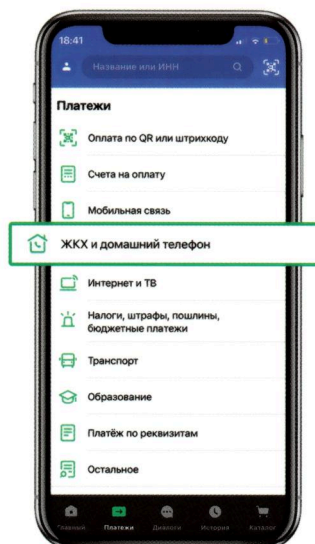 18:41
Название или ИНН
Платежи
Оплата по QR или штрихкоду
Счета на оплату
Мобильная связь
ЖКХ и домашний телефон
Интернет и ТВ
Налоги, штрафы, пошлины,
бюджетные платежи
Транспорт
Образование
Платёж по реквизитам
Остальное
Главный Платежи Диалоги История Каталог